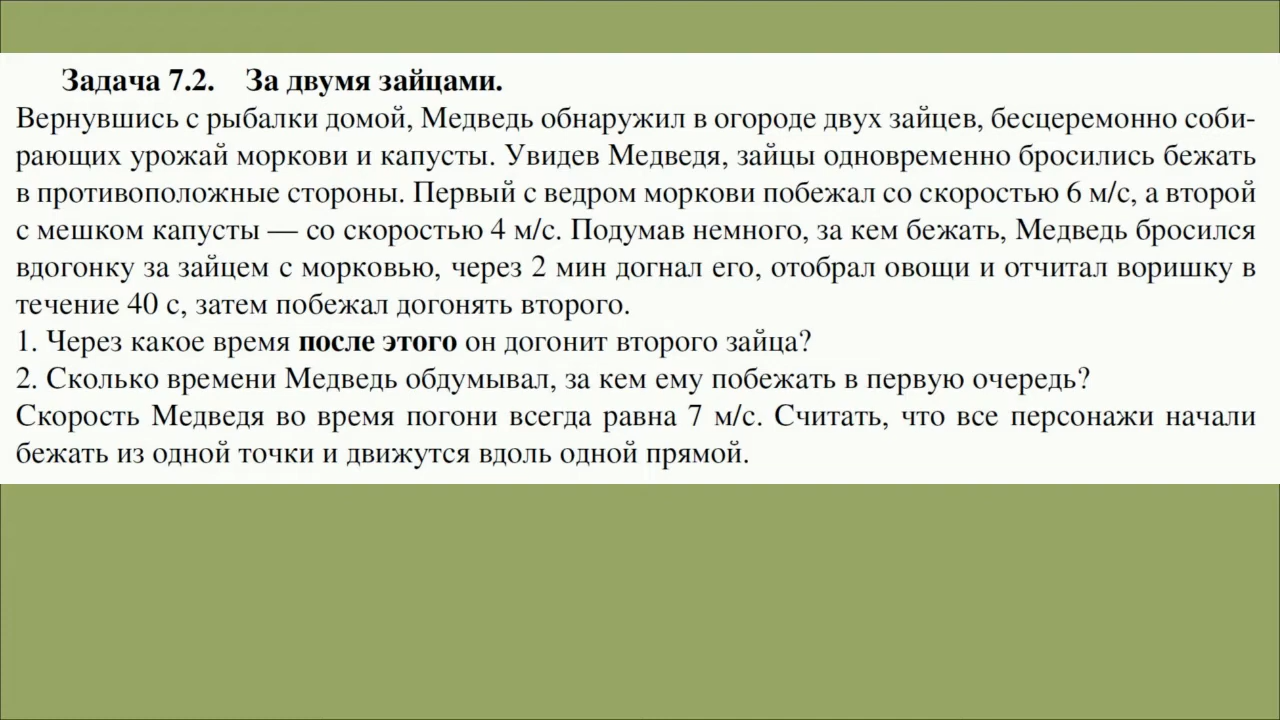 Задача 7.2. За двумя зайцами.
Вернувшись с рыбалки домой, Медведь обнаружил в огороде двух зайцев, бесцеремонно соби-
рающих урожай моркови и капусты. Увидев Медведя, зайцы одновременно бросились бежать
в противоположные стороны. Первый с ведром моркови побежал со скоростью 6 м/с, а второй
с мешком капусты — со скоростью 4 м/с. Подумав немного, за кем бежать, Медведь бросился
вдогонку за зайцем с морковью, через 2 мин догнал его, отобрал овощи и отчитал воришку в
течение 40 с, затем побежал догонять второго.
1. Через какое время после этого он догонит второго зайца?
2. Сколько времени Медведь обдумывал, за кем ему побежать в первую очередь?
Скорость Медведя во время погони всегда равна 7 м/с. Считать, что все персонажи начали
бежать из одной точки и движутся вдоль одной прямой.